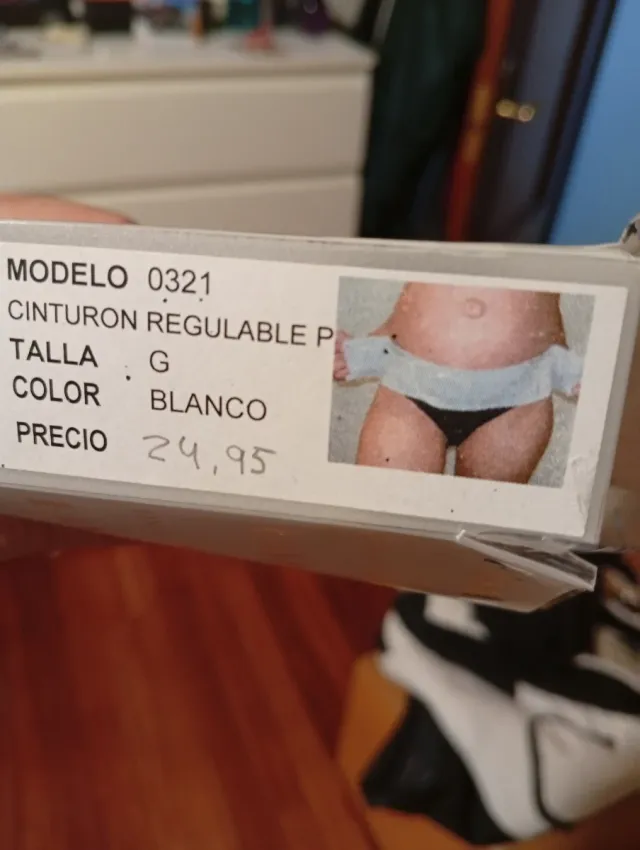 MODELO 0321
CINTURON REGULABLE P
TALLA G
COLOR BLANCO
PRECIO 24,95